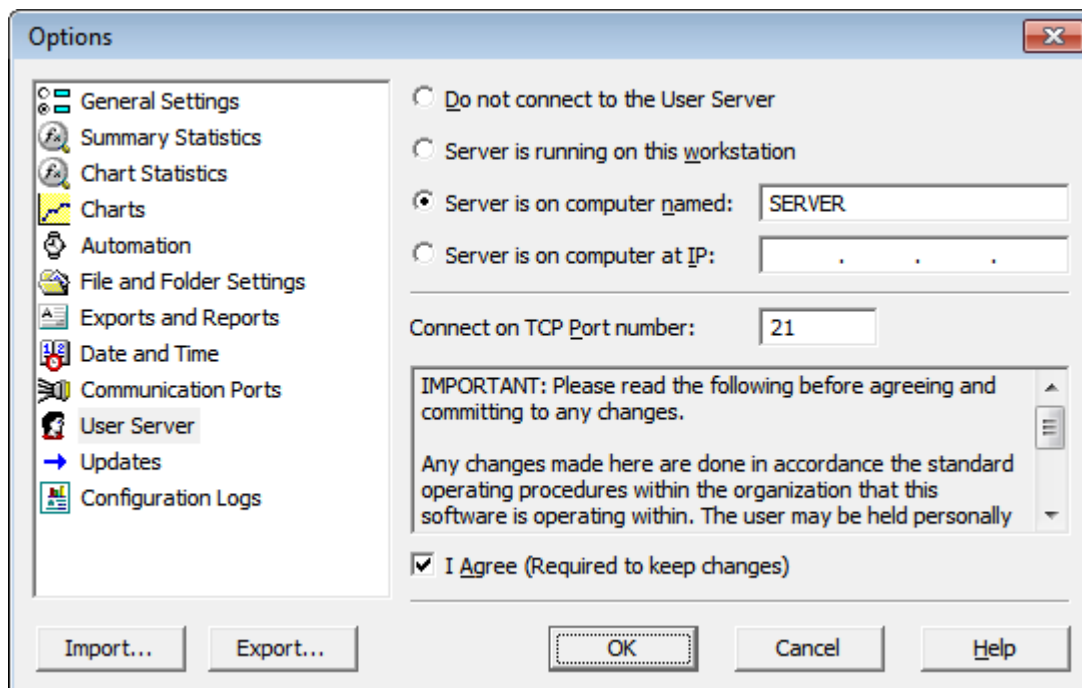 Options
General Settings
Summary Statistics
Chart Statistics
Charts
Automation
File and Folder Settings
Exports and Reports
Date and Time
Communication Ports
User Server
Updates
Configuration Logs
Do not connect to the User Server
Server is running on this workstation
Server is on computer named: SERVER
Server is on computer at IP: . . .
Connect on TCP Port number: 21
IMPORTANT: Please read the following before agreeing and
committing to any changes.
Any changes made here are done in accordance the standard
operating procedures within the organization that this
software is operating within. The user may be held personally
I Agree (Required to keep changes)
Import... Export... OK Cancel Help